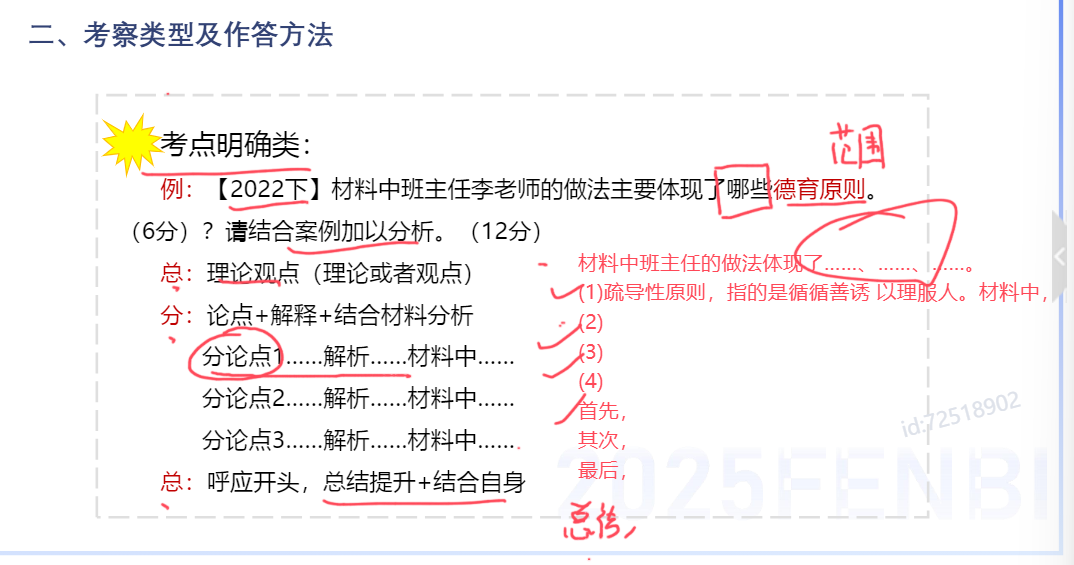 二、考察类型及作答方法
考点明确类：
范围
例：【2022下】材料中班主任李老师的做法主要体现了哪些德育原则。
（6分）？请结合案例加以分析。（12分）
总：理论观点（理论或者观点）
材料中班主任的做法体现了……、……、……。
分：论点+解释+结合材料分析
(1)疏导性原则，指的是循循善诱 以理服人。材料中，
(2)
分论点1……解析……材料中……
(3)
(4)
分论点2……解析……材料中……
首先，
分论点3……解析……材料中……
其次，
最后，
总：呼应开头，总结提升+结合自身
总结，
id:72518902
2025FENBI